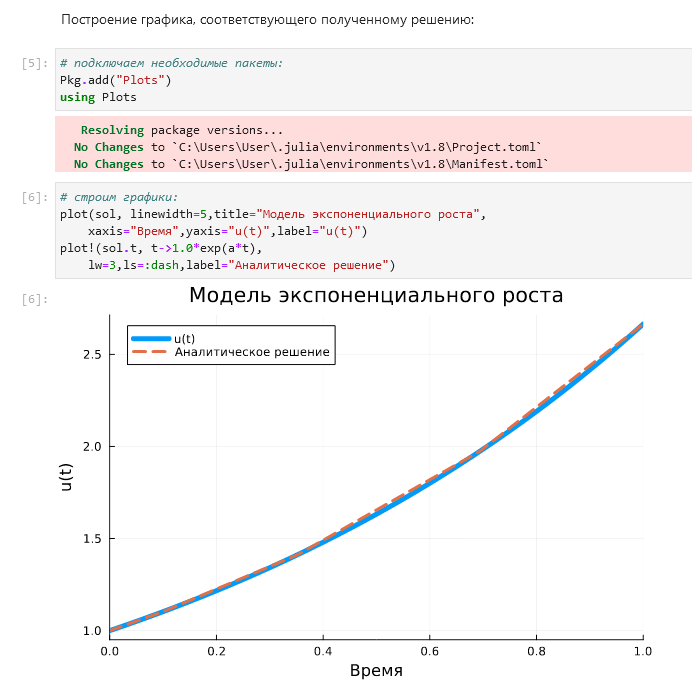 Построение графика, соответствующего полученному решению:
[5]:
# подключаем необходимые пакеты:
Pkg.add("Plots")
using Plots
Resolving package versions...
No Changes to `C:\Users\User\.julia\environments\v1.8\Project.toml`
No Changes to `C:\Users\User\.julia\environments\v1.8\Manifest.toml`
[6]:
# строим графики:
plot(sol, linewidth=5,title="Модель экспоненциального роста",
xaxis="Время",yaxis="u(t)",label="u(t)")
plot!(sol.t, t->1.0*exp(a*t),
lw=3,ls=:dash,label="Аналитическое решение")
[6]:
Модель экспоненциального роста
u(t)
Аналитическое решение
2.5
2.0
1.5
1.0
u(t)
0.0 0.2 0.4 0.6 0.8 1.0
Время